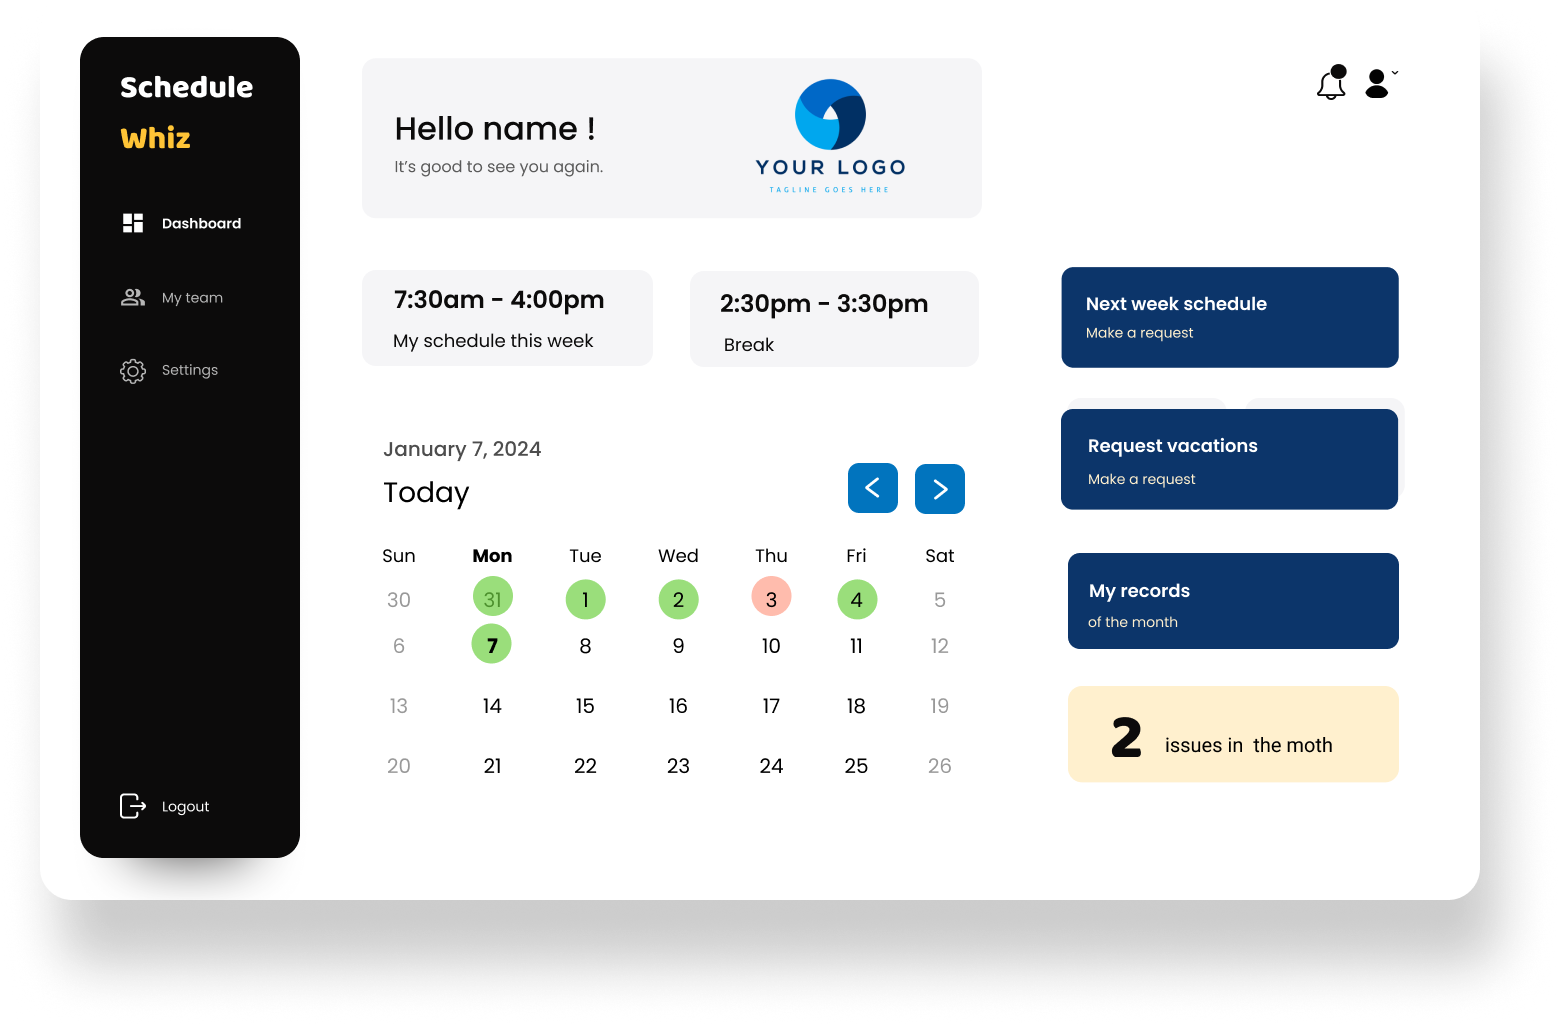 Schedule
Whiz
Dashboard
My team
Settings
Logout
Hello name !
It's good to see you again.
YOUR LOGO
TAGLINE GOES HERE
7:30am - 4:00pm
My schedule this week
2:30pm - 3:30pm
Break
January 7, 2024
Today
Sun Mon Tue Wed Thu Fri Sat
30 31 1 2 3 4 5
6 7 8 9 10 11 12
13 14 15 16 17 18 19
20 21 22 23 24 25 26
Next week schedule
Make a request
Request vacations
Make a request
My records
of the month
2 issues in the moth